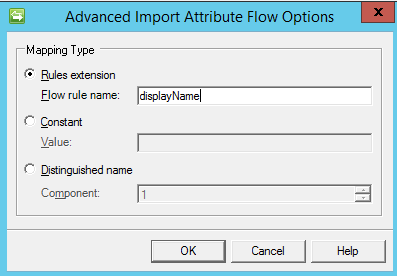 Advanced Import Attribute Flow Options
x
Mapping Type
Rules extension
Flow rule name: displayName
Constant
Value:
Distinguished name
Component: 1
OK Cancel Help